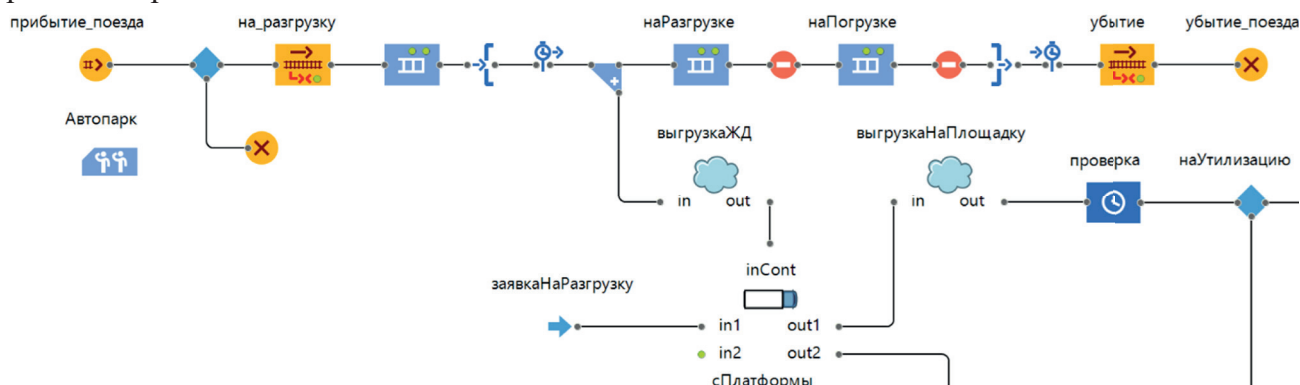 прибытие_поезда на_разгрузку наРазгрузке наПогрузке убытие убытие_поезда
Автопарк
выгрузкаЖД выгрузкаНаПлощадку
проверка наУтилизацию
in out in out
inCont
заявкаНаРазгрузку
in1 out1
in2 out2
сПлатформы